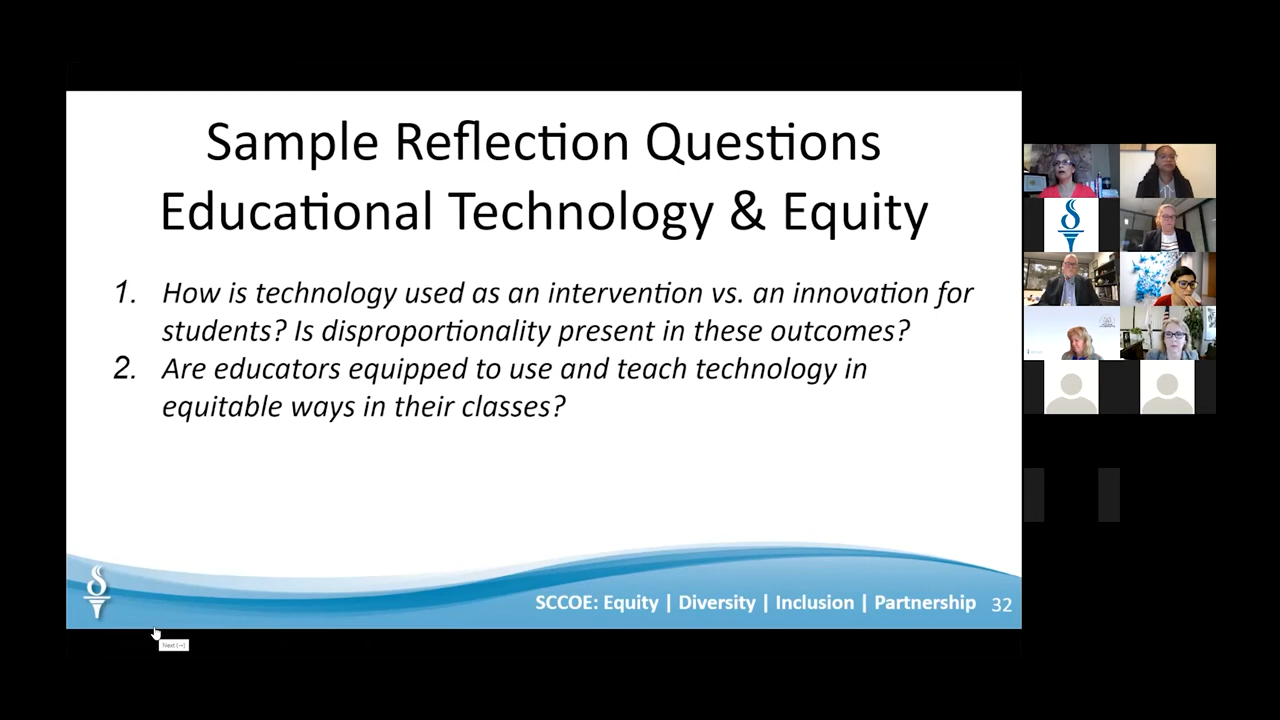 Sample Reflection Questions
Educational Technology & Equity
1. How is technology used as an intervention vs. an innovation for
students? Is disproportionality present in these outcomes?
2. Are educators equipped to use and teach technology in
equitable ways in their classes?
SCCOE: Equity | Diversity | Inclusion | Partnership 32
Next (→)